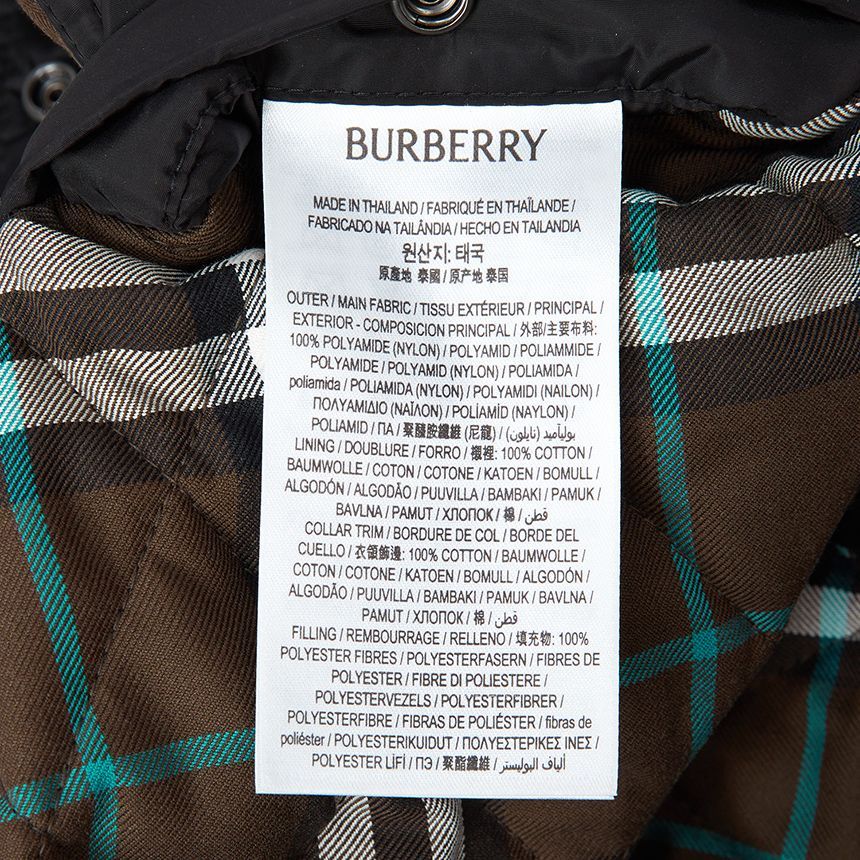 BURBERRY
MADE IN THAILAND / FABRIQUÉ EN THAÏLANDE /
FABRICADO NA TAILÂNDIA / HECHO EN TAILANDIA
원산지: 태국
原產地 泰國 / 原产地 泰国
OUTER / MAIN FABRIC / TISSU EXTÉRIEUR / PRINCIPAL /
EXTERIOR - COMPOSICION PRINCIPAL / 外部/主要布料:
100% POLYAMIDE (NYLON) / POLYAMID / POLIAMMIDE /
POLYAMIDE / POLYAMID (NYLON) / POLIAMIDA /
poliamida / POLIAMIDA (NYLON) / POLYAMIDI (NAILON) /
ΠΟΛΥΑΜΙΔΙΟ (ΝΑΪΛΟΝ) / POLİAMİD (NAYLON) /
POLIAMID / ПА / 聚醯胺纖維 (尼龍) / بوليآميد (نايلون) /
LINING / DOUBLURE / FORRO / 襯裡: 100% COTTON /
BAUMWOLLE / COTON / COTONE / KATOEN / BOMULL /
ALGODÓN / ALGODÃO / PUUVILLA / BAMBAKI / PAMUK /
BAVLNA / PAMUT / ХЛОПОК / 棉 / قطن /
COLLAR TRIM / BORDURE DE COL / BORDE DEL
CUELLO / 衣領飾邊: 100% COTTON / BAUMWOLLE /
COTON / COTONE / KATOEN / BOMULL / ALGODÓN /
ALGODÃO / PUUVILLA / BAMBAKI / PAMUK / BAVLNA /
PAMUT / ХЛОПОК / 棉 / قطن /
FILLING / REMBOURRAGE / RELLENO / 填充物: 100%
POLYESTER FIBRES / POLYESTERFASERN / FIBRES DE
POLYESTER / FIBRE DI POLIESTERE /
POLYESTERVEZELS / POLYESTERFIBRER /
POLYESTERFIBRE / FIBRAS DE POLIÉSTER / fibras de
poliéster / POLYESTERIKUIDUT / ΠΟΛΥΕΣΤΕΡΙΚΕΣ ΙΝΕΣ /
POLYESTER LİFİ / ПЭ / 聚酯纖維 / ألياف البوليستر /